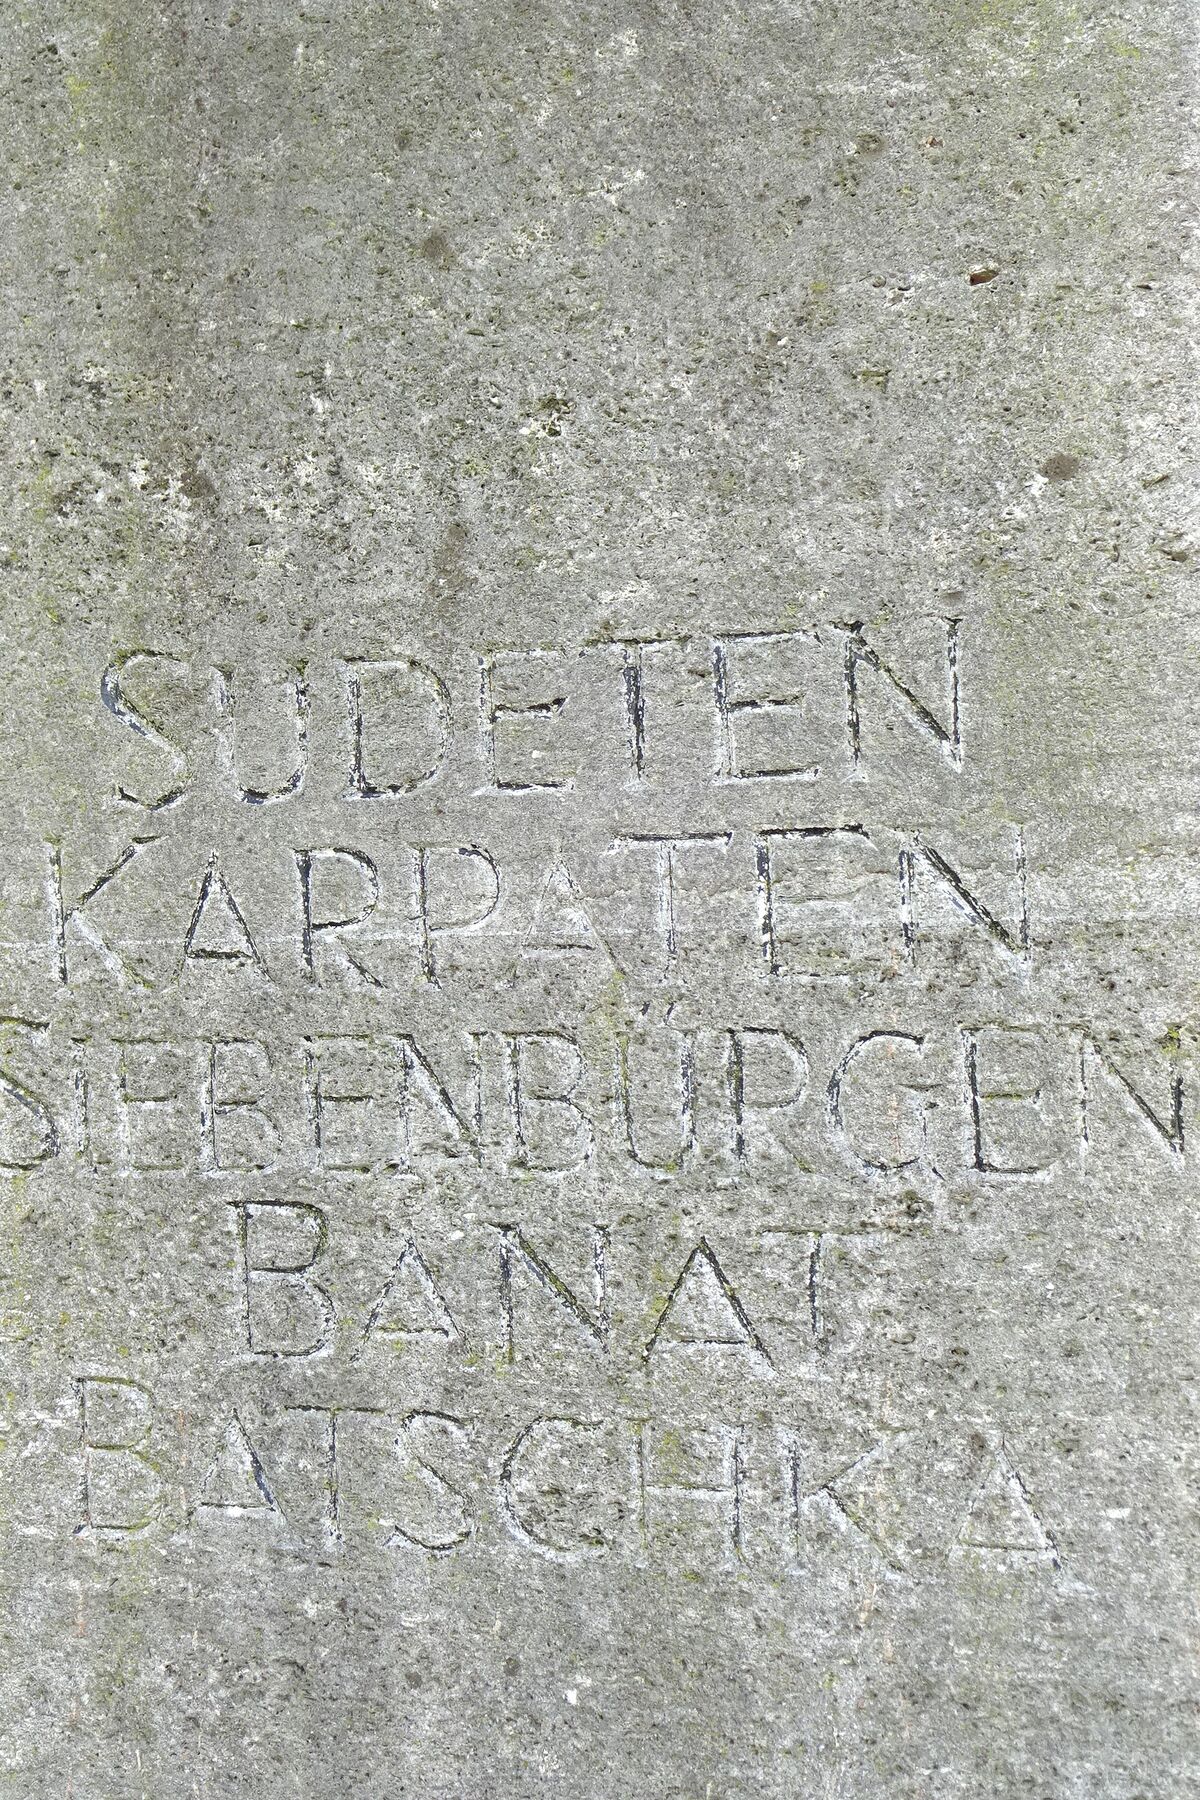 SUDETEN
KARPATEN
SIEBENBÜRGEN
BANAT
BATSCHKA